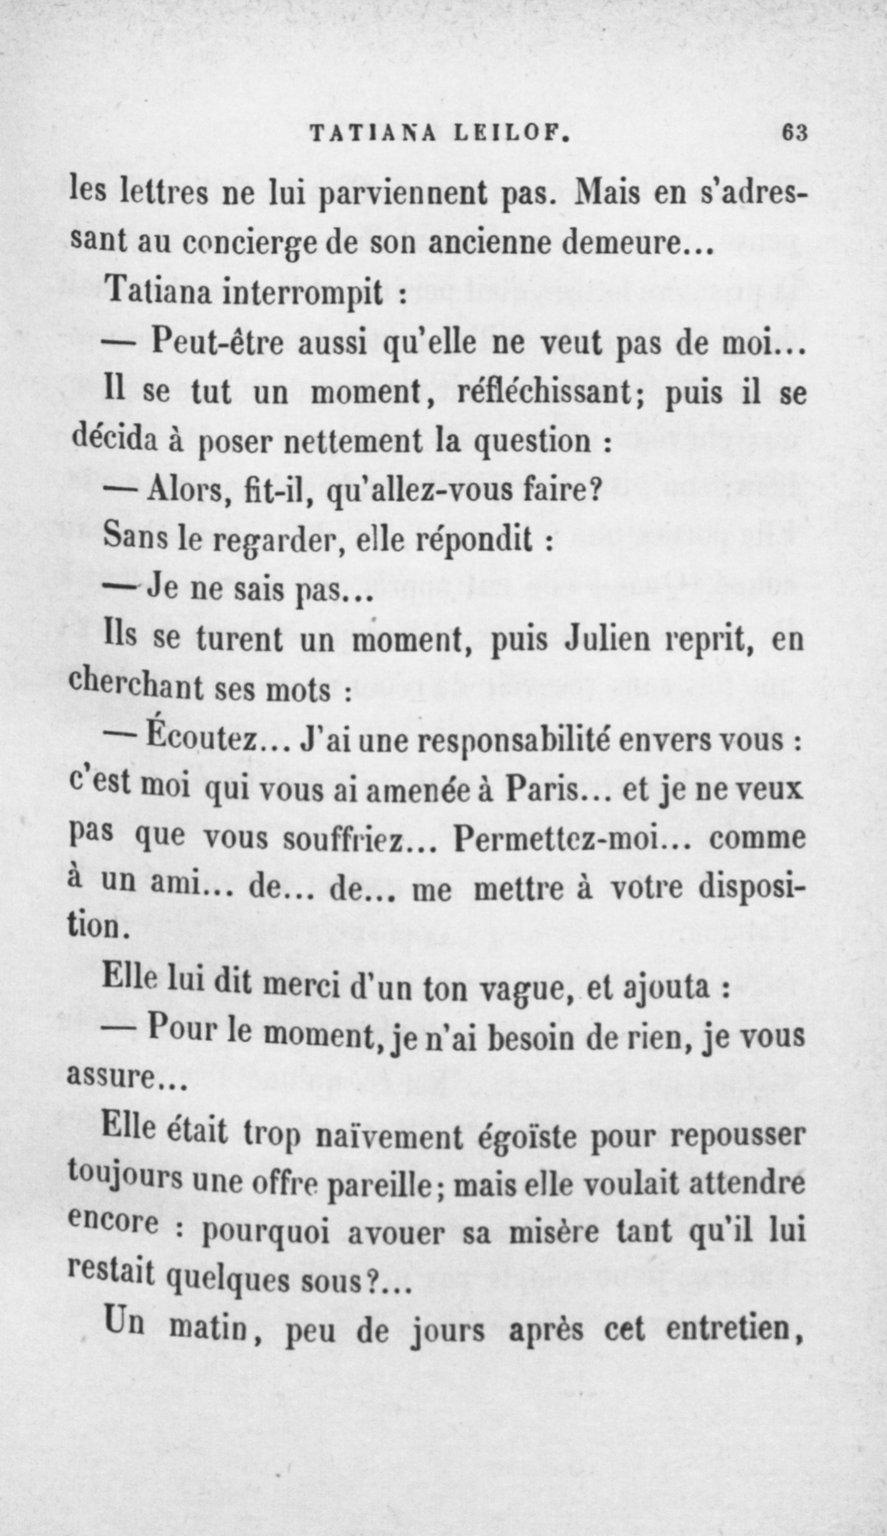 TATIANA LEILOF. 63
les lettres ne lui parviennent pas. Mais en s'adres-
sant au concierge de son ancienne demeure...
Tatiana interrompit :
— Peut-être aussi qu'elle ne veut pas de moi...
Il se tut un moment, réfléchissant; puis il se
décida à poser nettement la question :
— Alors, fit-il, qu'allez-vous faire?
Sans le regarder, elle répondit :
— Je ne sais pas...
Ils se turent un moment, puis Julien reprit, en
cherchant ses mots :
— Écoutez... J'ai une responsabilité envers vous :
c'est moi qui vous ai amenée à Paris... et je ne veux
pas que vous souffriez... Permettez-moi... comme
à un ami... de... de... me mettre à votre disposi-
tion.
Elle lui dit merci d'un ton vague, et ajouta :
— Pour le moment, je n'ai besoin de rien, je vous
assure...
Elle était trop naïvement égoïste pour repousser
toujours une offre pareille; mais elle voulait attendre
encore : pourquoi avouer sa misère tant qu'il lui
restait quelques sous?...
Un matin, peu de jours après cet entretien,